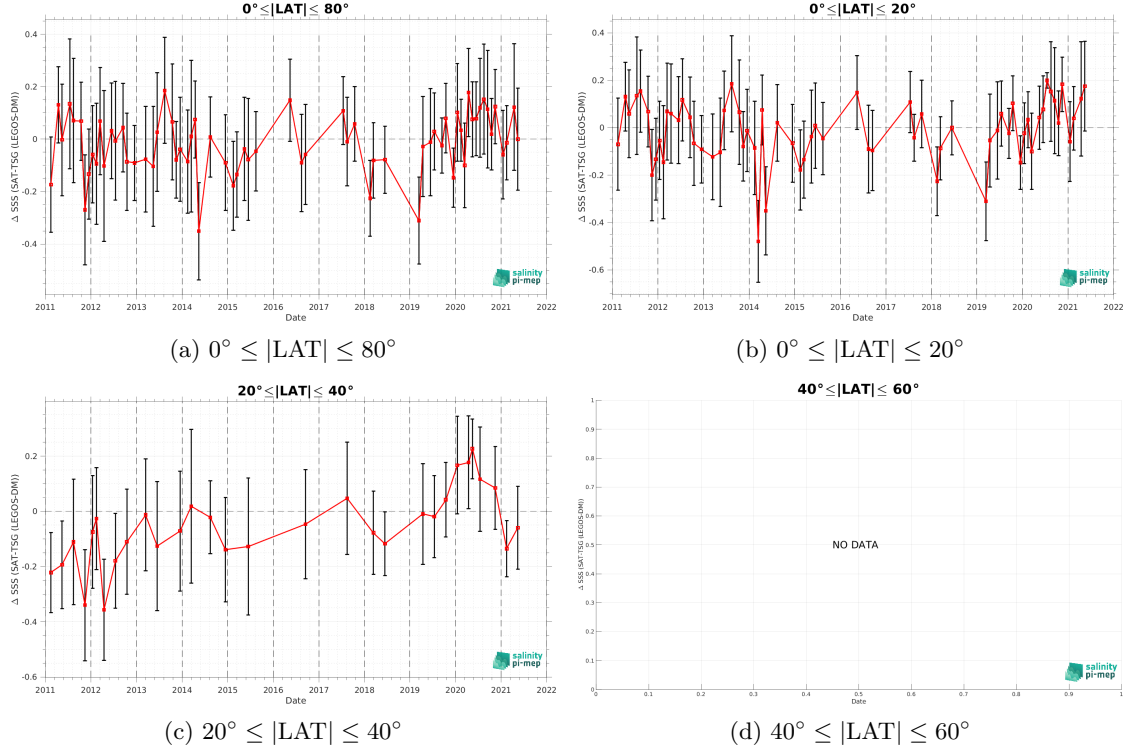 0°≤|LAT|≤ 80°
Δ SSS (SAT-TSG (LEGOS-DM))
0.4
0.2
0
-0.2
-0.4
2011 2012 2013 2014 2015 2016 2017 2018 2019 2020 2021 2022
Date
salinity
pi-mep
(a) 0° ≤ |LAT| ≤ 80°
0°≤|LAT|≤ 20°
Δ SSS (SAT-TSG (LEGOS-DM))
0.4
0.2
0
-0.2
-0.4
-0.6
2011 2012 2013 2014 2015 2016 2017 2018 2019 2020 2021 2022
Date
salinity
pi-mep
(b) 0° ≤ |LAT| ≤ 20°
20°≤|LAT|≤ 40°
Δ SSS (SAT-TSG (LEGOS-DM))
0.2
0
-0.2
-0.4
-0.6
2011 2012 2013 2014 2015 2016 2017 2018 2019 2020 2021 2022
Date
salinity
pi-mep
(c) 20° ≤ |LAT| ≤ 40°
40°≤|LAT|≤ 60°
Δ SSS (SAT-TSG (LEGOS-DM))
1
0.9
0.8
0.7
0.6
0.5
0.4
0.3
0.2
0.1
0
NO DATA
0 0.1 0.2 0.3 0.4 0.5 0.6 0.7 0.8 0.9 1
Date
salinity
pi-mep
(d) 40° ≤ |LAT| ≤ 60°